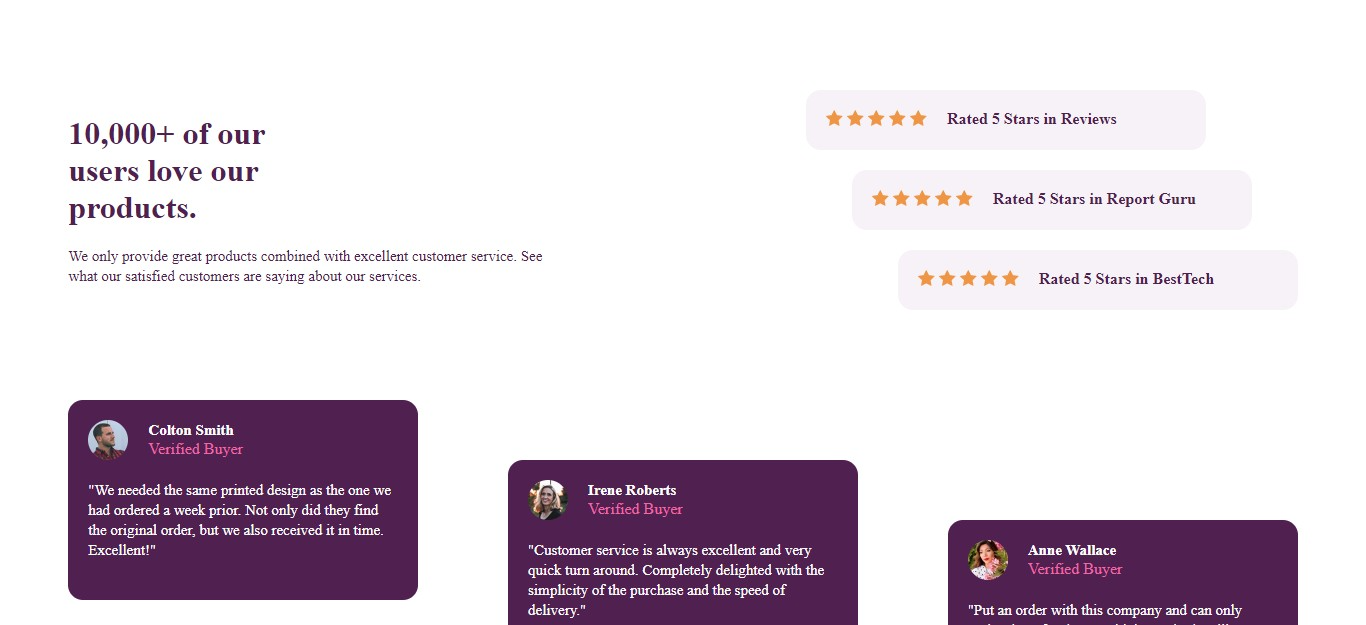 10,000+ of our
users love our
products.
We only provide great products combined with excellent customer service. See
what our satisfied customers are saying about our services.
Rated 5 Stars in Reviews
Rated 5 Stars in Report Guru
Rated 5 Stars in BestTech
Colton Smith
Verified Buyer
"We needed the same printed design as the one we
had ordered a week prior. Not only did they find
the original order, but we also received it in time.
Excellent!"
Irene Roberts
Verified Buyer
"Customer service is always excellent and very
quick turn around. Completely delighted with the
simplicity of the purchase and the speed of
delivery."
Anne Wallace
Verified Buyer
"Put an order with this company and can only